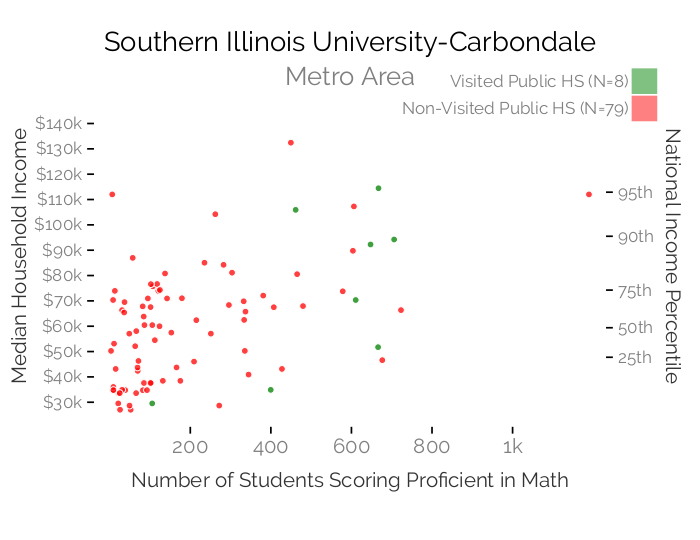 Southern Illinois University-Carbondale
Metro Area
Visited Public HS (N=8)
Non-Visited Public HS (N=79)
Median Household Income
$140k
$130k
$120k
$110k
$100k
$90k
$80k
$70k
$60k
$50k
$40k
$30k
National Income Percentile
95th
90th
75th
50th
25th
200
400
600
800
1k
Number of Students Scoring Proficient in Math